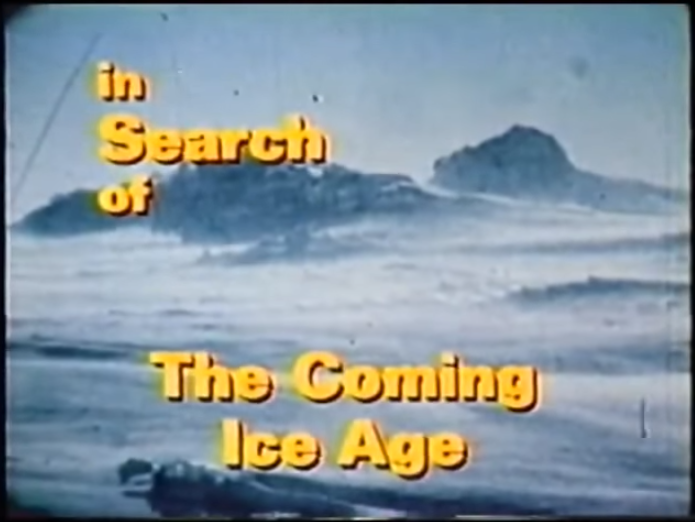 in
Search
of
The Coming
Ice Age